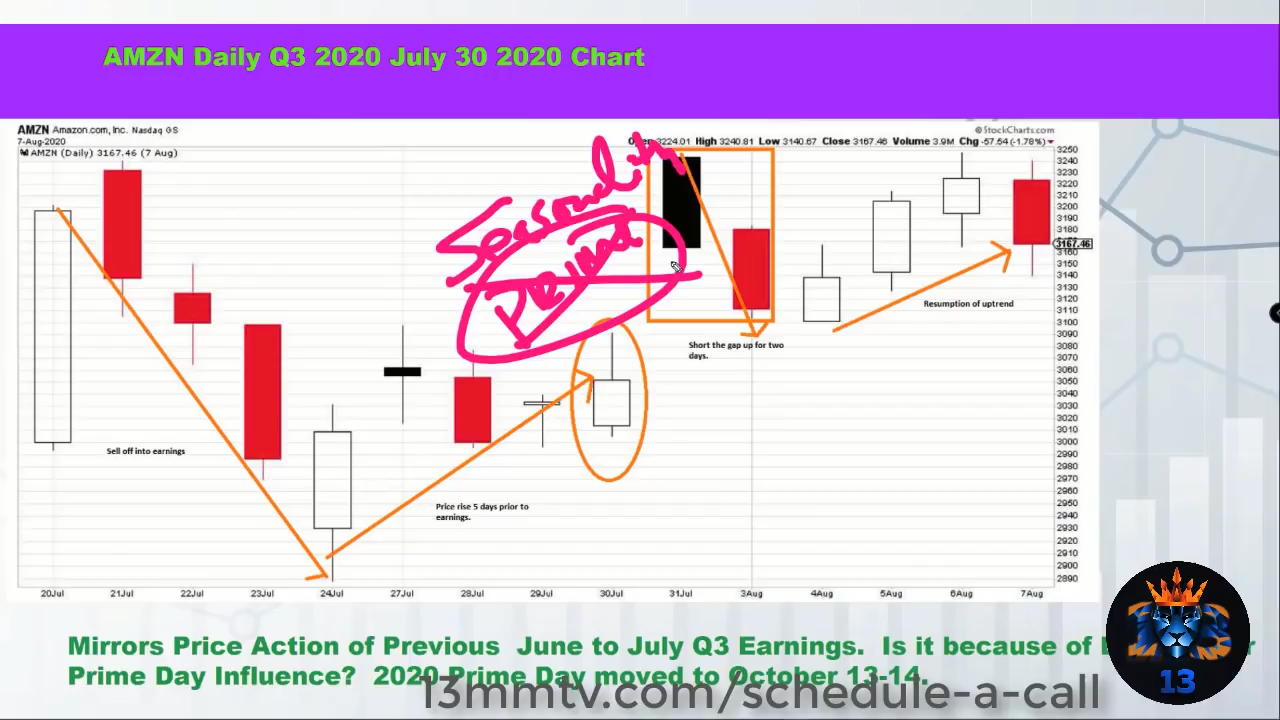 AMZN Daily Q3 2020 July 30 2020 Chart
AMZN Amazon.com, Inc. Nasdaq GS
© StockCharts.com
7-Aug-2020
3224.01 High 3240.81 Low 3140.67 Close 3167.46 Volume 3.9M Chg -57.54 (-1.78%)
AMZN (Daily) 3167.46 (7 Aug)
3250
3240
3230
3220
3210
3200
3190
3180
3167.46
3160
3150
3140
3130
3120
3110
3100
3090
3080
3070
3060
3050
3040
3030
3020
3010
3000
2990
2980
2970
2960
2950
2940
2930
2920
2910
2900
2890
Seasonality
Resumption of uptrend
Short the gap up for two
days.
Sell off into earnings
Price rise 5 days prior to
earnings.
20Jul 21Jul 22Jul 23Jul 24Jul 27Jul 28Jul 29Jul 30Jul 31Jul 3Aug 4Aug 5Aug 6Aug 7Aug
Mirrors Price Action of Previous June to July Q3 Earnings. Is it because of
Prime Day Influence? 2020 Prime Day moved to October 13-14.
13mmtv.com/schedule-a-call
13